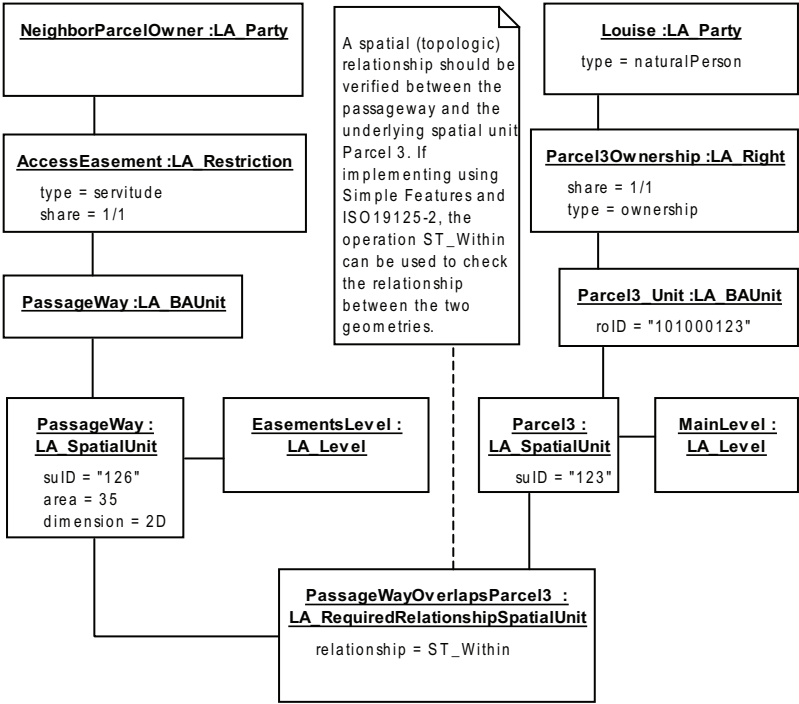 NeighborParcelOwner :LA_Party
AccessEasement :LA_Restriction
type = servitude
share = 1/1
PassageWay :LA_BAUnit
PassageWay :
LA_SpatialUnit
suID = "126"
area = 35
dimension = 2D
EasementsLevel :
LA_Level
A spatial (topologic)
relationship should be
verified between the
passageway and the
underlying spatial unit
Parcel 3. If
implementing using
Simple Features and
ISO19125-2, the
operation ST_Within
can be used to check
the relationship
between the two
geometries.
Louise :LA_Party
type = naturalPerson
Parcel3Ownership :LA_Right
share = 1/1
type = ownership
Parcel3_Unit :LA_BAUnit
roID = "101000123"
Parcel3 :
LA_SpatialUnit
suID = "123"
MainLevel :
LA_Level
PassageWayOverlapsParcel3 :
LA_RequiredRelationshipSpatialUnit
relationship = ST_Within